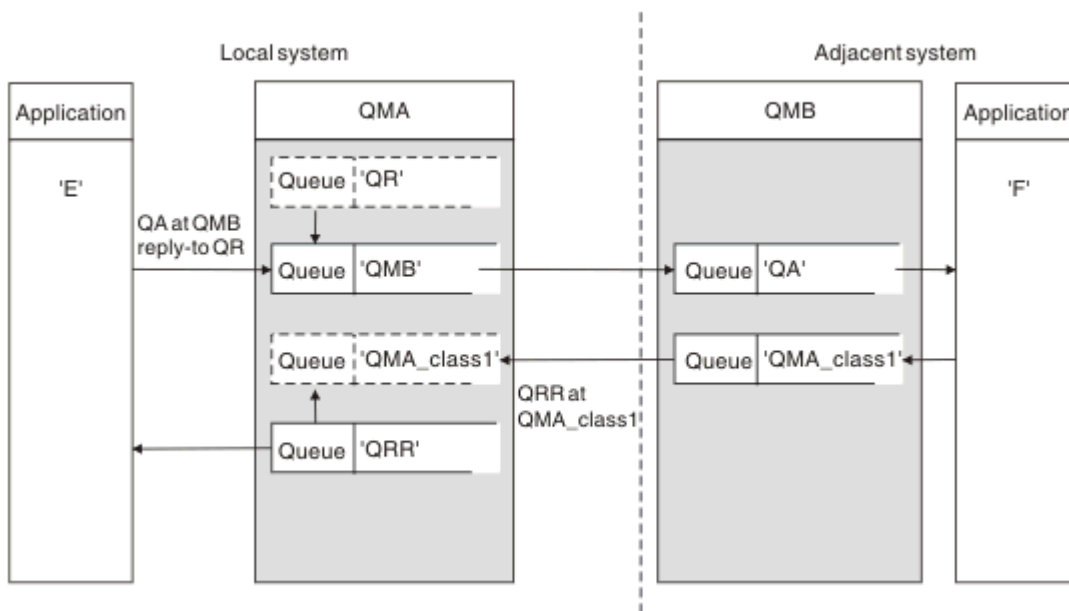 Local system
Adjacent system
Application
QMA
QMB
Application
'E'
Queue 'QR'
'F'
QA at QMB
reply-to QR
Queue 'QMB'
Queue 'QA'
Queue 'QMA_class1'
Queue 'QMA_class1'
QRR at
QMA_class1
Queue 'QRR'